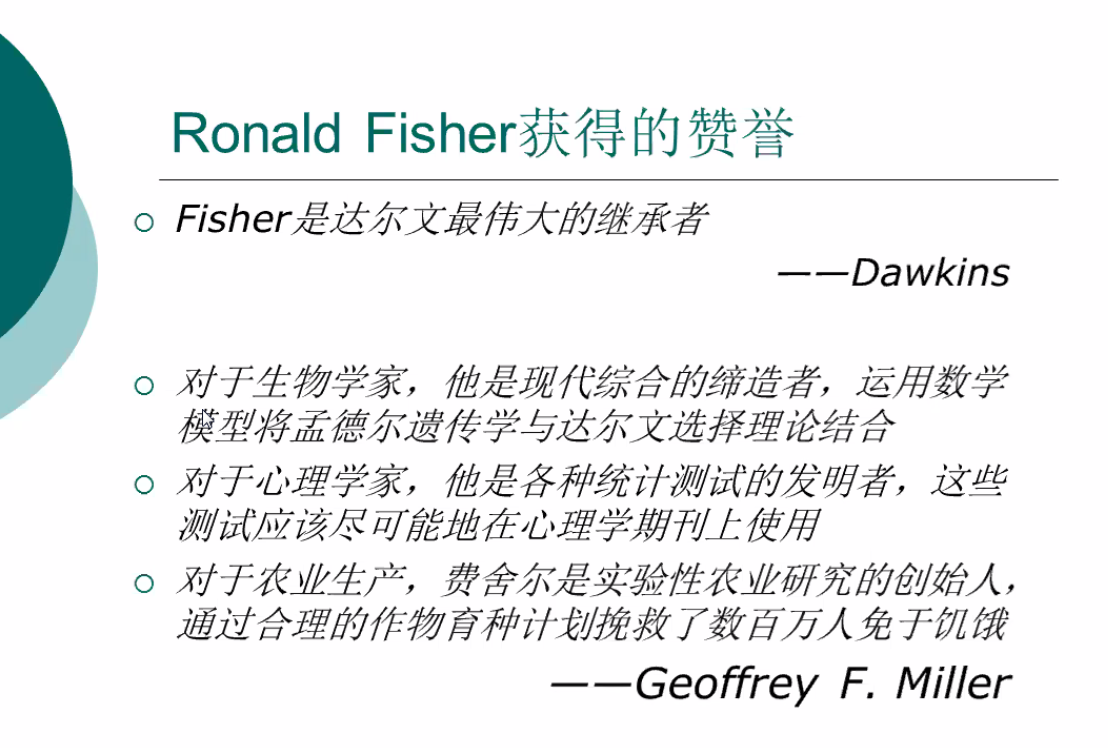 Ronald Fisher获得的赞誉
Fisher是达尔文最伟大的继承者
——Dawkins
对于生物学家，他是现代综合的缔造者，运用数学
模型将孟德尔遗传学与达尔文选择理论结合
对于心理学家，他是各种统计测试的发明者，这些
测试应该尽可能地在心理学期刊上使用
对于农业生产，费舍尔是实验性农业研究的创始人，
通过合理的作物育种计划挽救了数百万人免于饥饿
——Geoffrey F. Miller